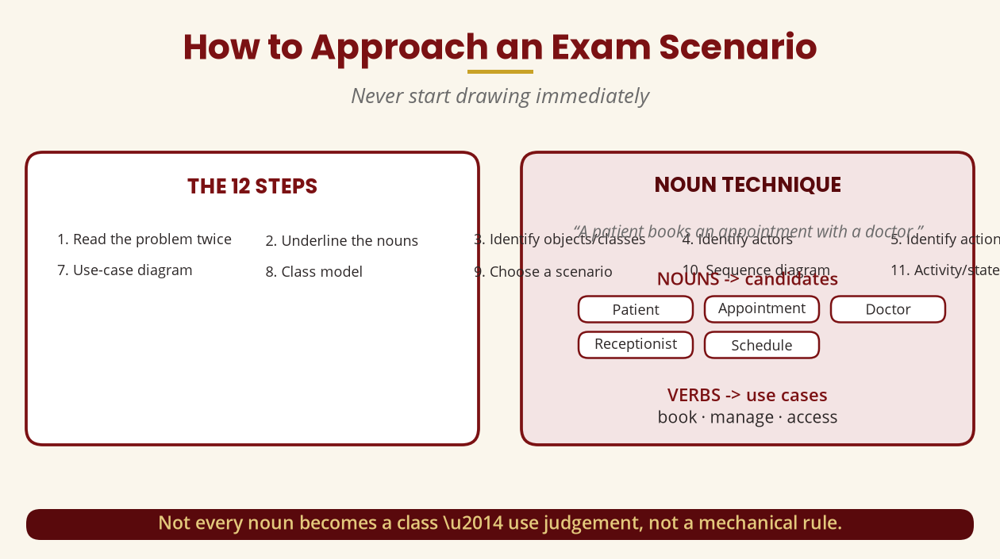 How to Approach an Exam Scenario
Never start drawing immediately
THE 12 STEPS
1. Read the problem twice
2. Underline the nouns
3. Identify objects/classes
4. Identify actors
5. Identify action
7. Use-case diagram
8. Class model
9. Choose a scenario
10. Sequence diagram
11. Activity/state
NOUN TECHNIQUE
“A patient books an appointment with a doctor.”
NOUNS -> candidates
Patient
Appointment
Doctor
Receptionist
Schedule
VERBS -> use cases
book · manage · access
Not every noun becomes a class \u2014 use judgement, not a mechanical rule.